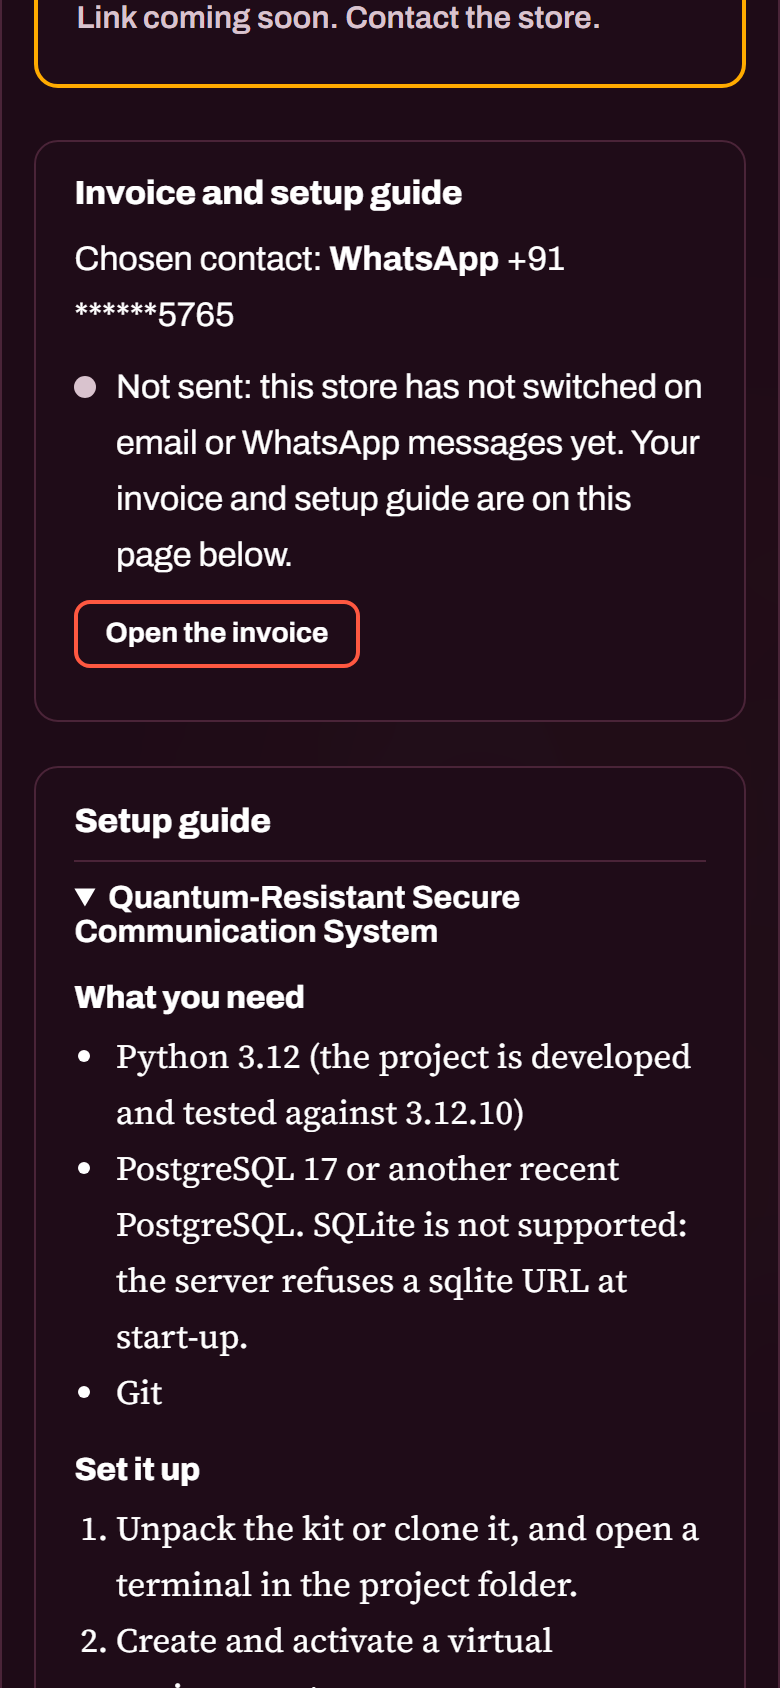 Link coming soon. Contact the store.
Invoice and setup guide
Chosen contact: WhatsApp +91
******5765
Not sent: this store has not switched on
email or WhatsApp messages yet. Your
invoice and setup guide are on this
page below.
Open the invoice
Setup guide
▼ Quantum-Resistant Secure
Communication System
What you need
• Python 3.12 (the project is developed
and tested against 3.12.10)
• PostgreSQL 17 or another recent
PostgreSQL. SQLite is not supported:
the server refuses a sqlite URL at
start-up.
• Git
Set it up
1. Unpack the kit or clone it, and open a
terminal in the project folder.
2. Create and activate a virtual